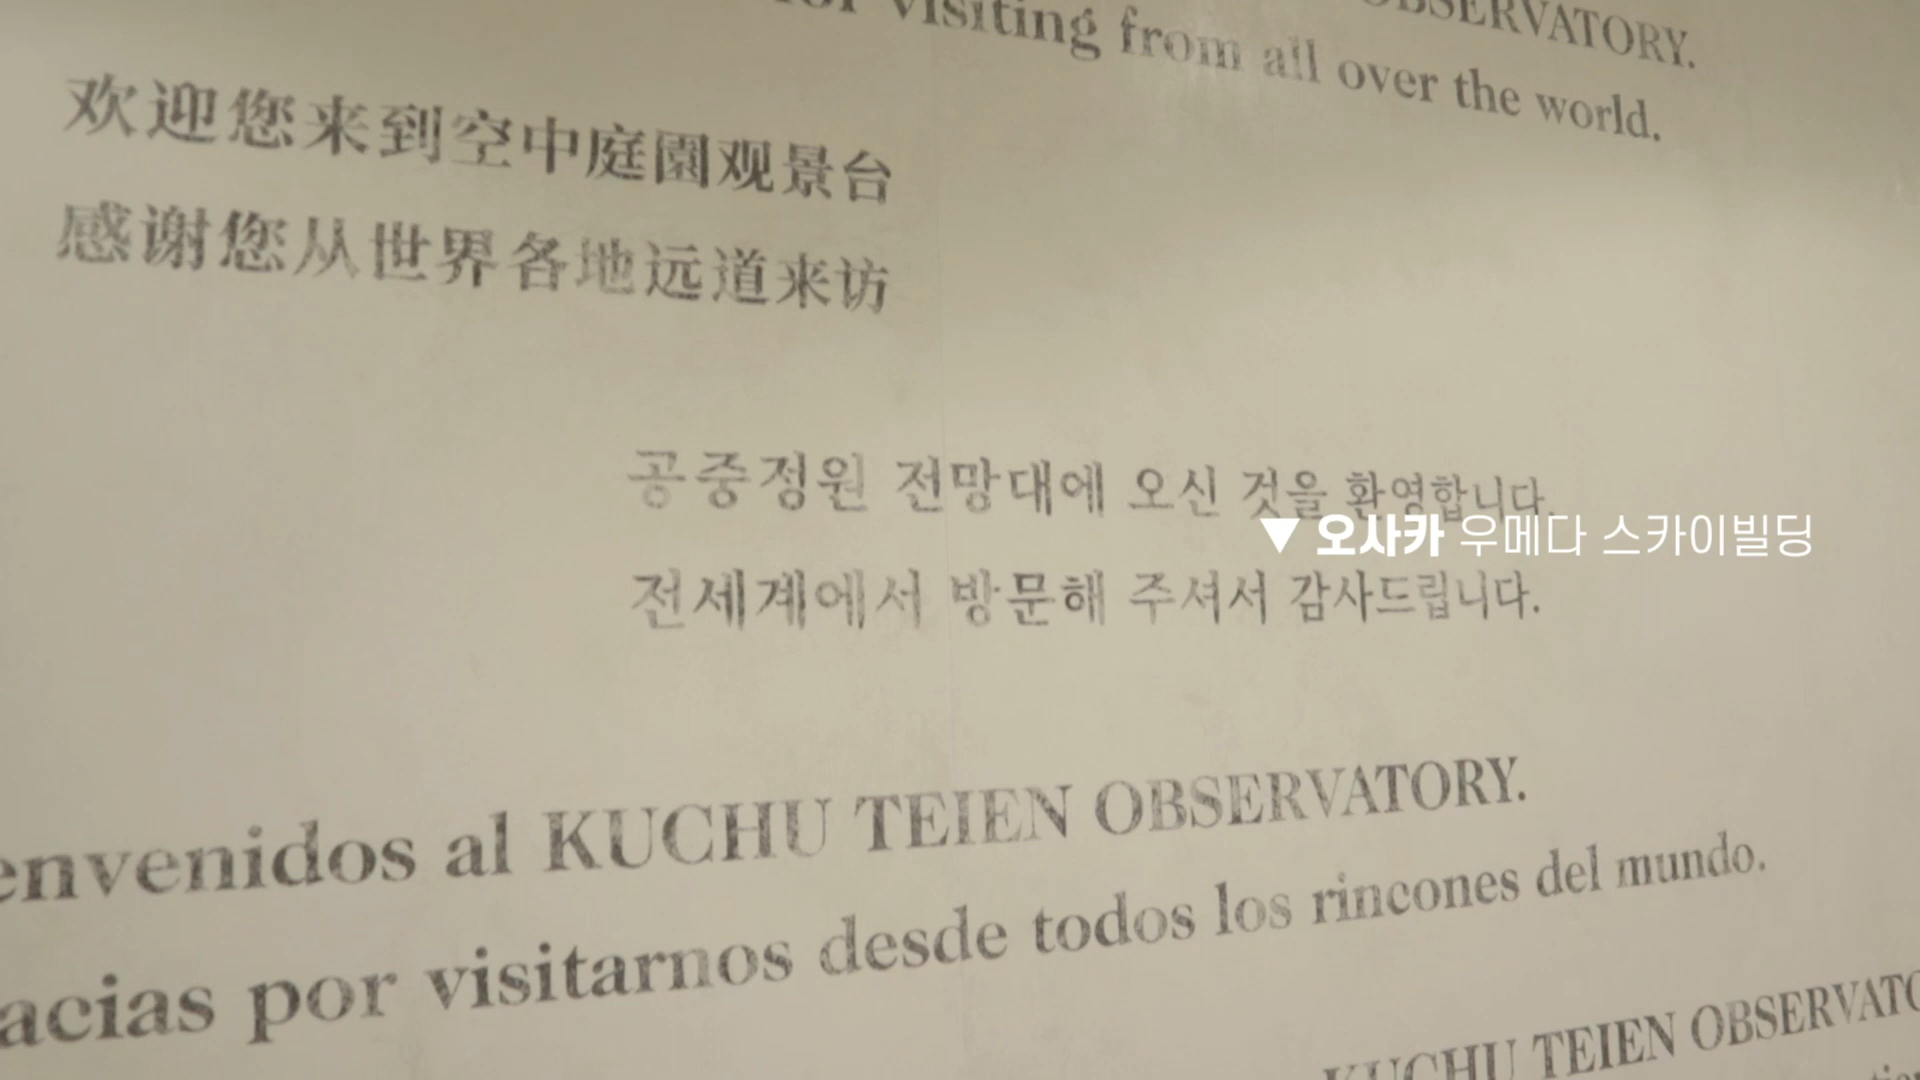 OBSERVATORY.
visiting from all over the world.
欢迎您来到空中庭園观景台
感谢您从世界各地远道来访
공중정원 전망대에 오신 것을 환영합니다.
▼ 오사카 우메다 스카이빌딩
전세계에서 방문해 주셔서 감사드립니다.
envenidos al KUCHU TEIEN OBSERVATORY.
acias por visitarnos desde todos los rincones del mundo.
KUCHU TEIEN OBSERVATO